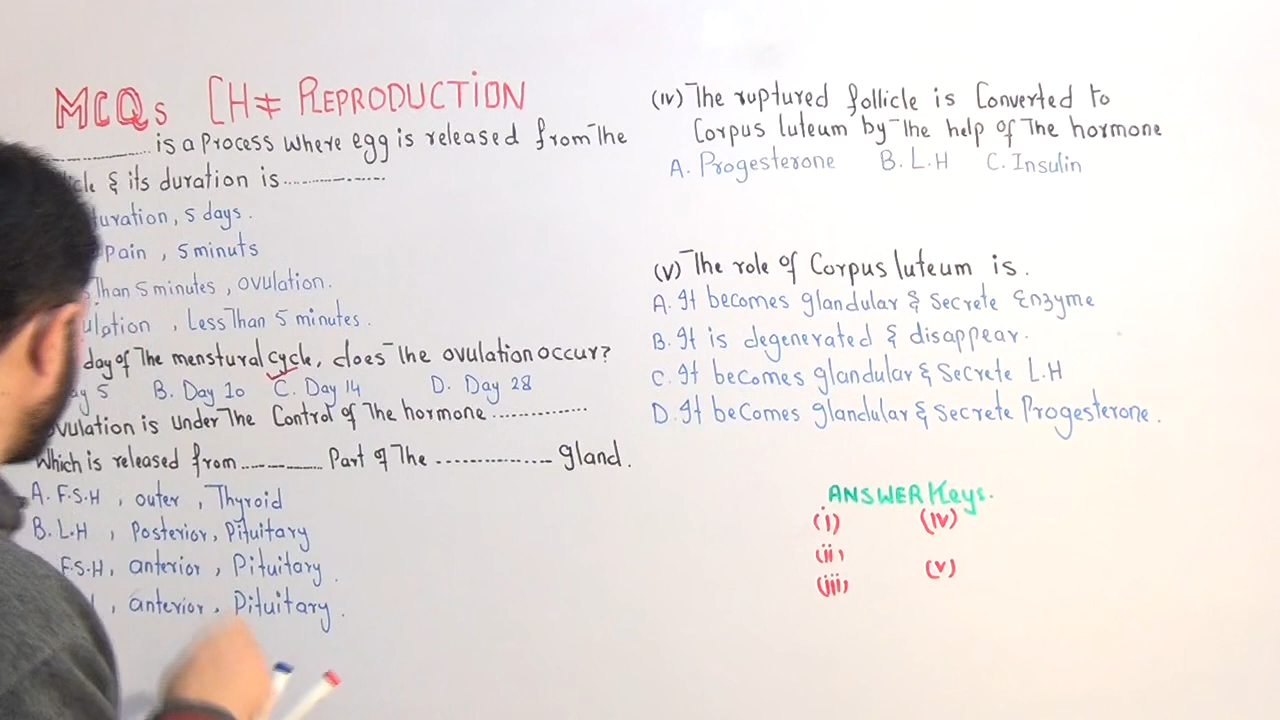 MCQs CH# REPRODUCTION
............ is a Process where egg is released from The
& its duration is ............
, 5 days.
Pain , 5 minuts
Than 5 minutes , ovulation.
, Less Than 5 minutes.
day of The menstural cycle, does The ovulation occur?
5 B. Day 10 C. Day 14 D. Day 28
ovulation is under The Control of The hormone ............
Which is released from ............ Part of The ............ gland.
A. F.S.H , outer , Thyroid
B. L.H , Posterior, Pituitary
F.S.H, anterior , Pituitary.
, anterior , Pituitary.
(IV) The ruptured follicle is Converted to
Corpus luteum by The help of The hormone
A. Progesterone B. L.H C. Insulin
(V) The role of Corpus luteum is.
A. It becomes glandular & Secrete Enzyme
B. It is degenerated & disappear.
C. It becomes glandular & Secrete L.H
D. It becomes glandular & Secrete Progesterone.
ANSWER Keys.
(i) (IV)
(ii)
(iii) (V)